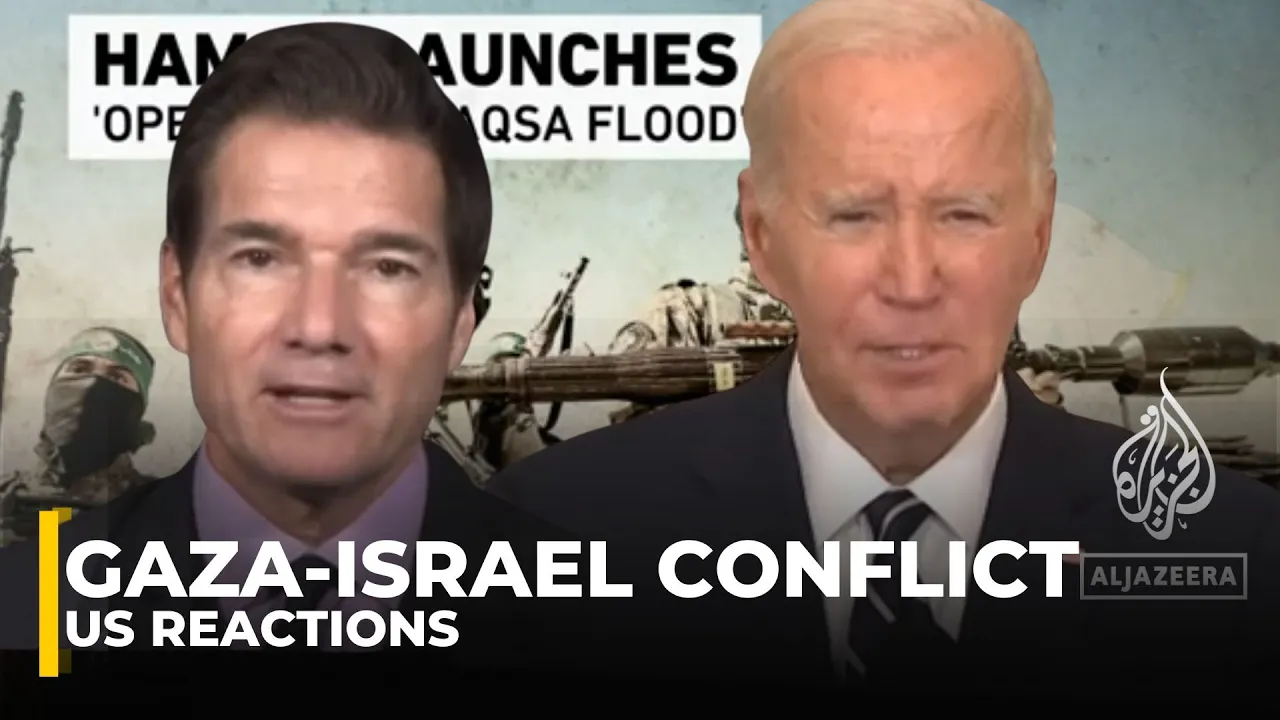 HAM AUNCHES
'OPE AQSA FLOOD'
GAZA-ISRAEL CONFLICT
US REACTIONS
الجزيرة
ALJAZEERA